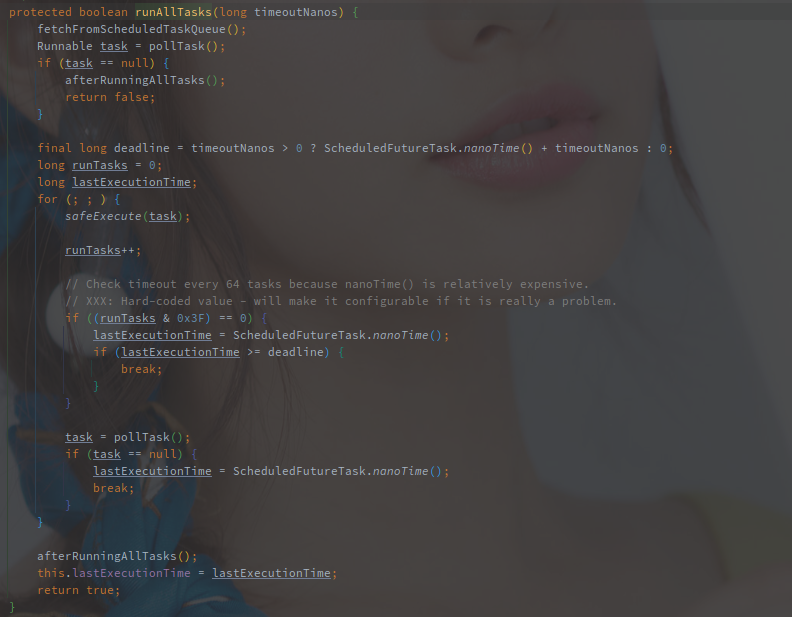 protected boolean runAllTasks(long timeoutNanos) {
    fetchFromScheduledTaskQueue();
    Runnable task = pollTask();
    if (task == null) {
        afterRunningAllTasks();
        return false;
    }

    final long deadline = timeoutNanos > 0 ? ScheduledFutureTask.nanoTime() + timeoutNanos : 0;
    long runTasks = 0;
    long lastExecutionTime;
    for (; ; ) {
        safeExecute(task);

        runTasks++;

        // Check timeout every 64 tasks because nanoTime() is relatively expensive.
        // XXX: Hard-coded value - will make it configurable if it is really a problem.
        if ((runTasks & 0x3F) == 0) {
            lastExecutionTime = ScheduledFutureTask.nanoTime();
            if (lastExecutionTime >= deadline) {
                break;
            }
        }

        task = pollTask();
        if (task == null) {
            lastExecutionTime = ScheduledFutureTask.nanoTime();
            break;
        }
    }

    afterRunningAllTasks();
    this.lastExecutionTime = lastExecutionTime;
    return true;
}